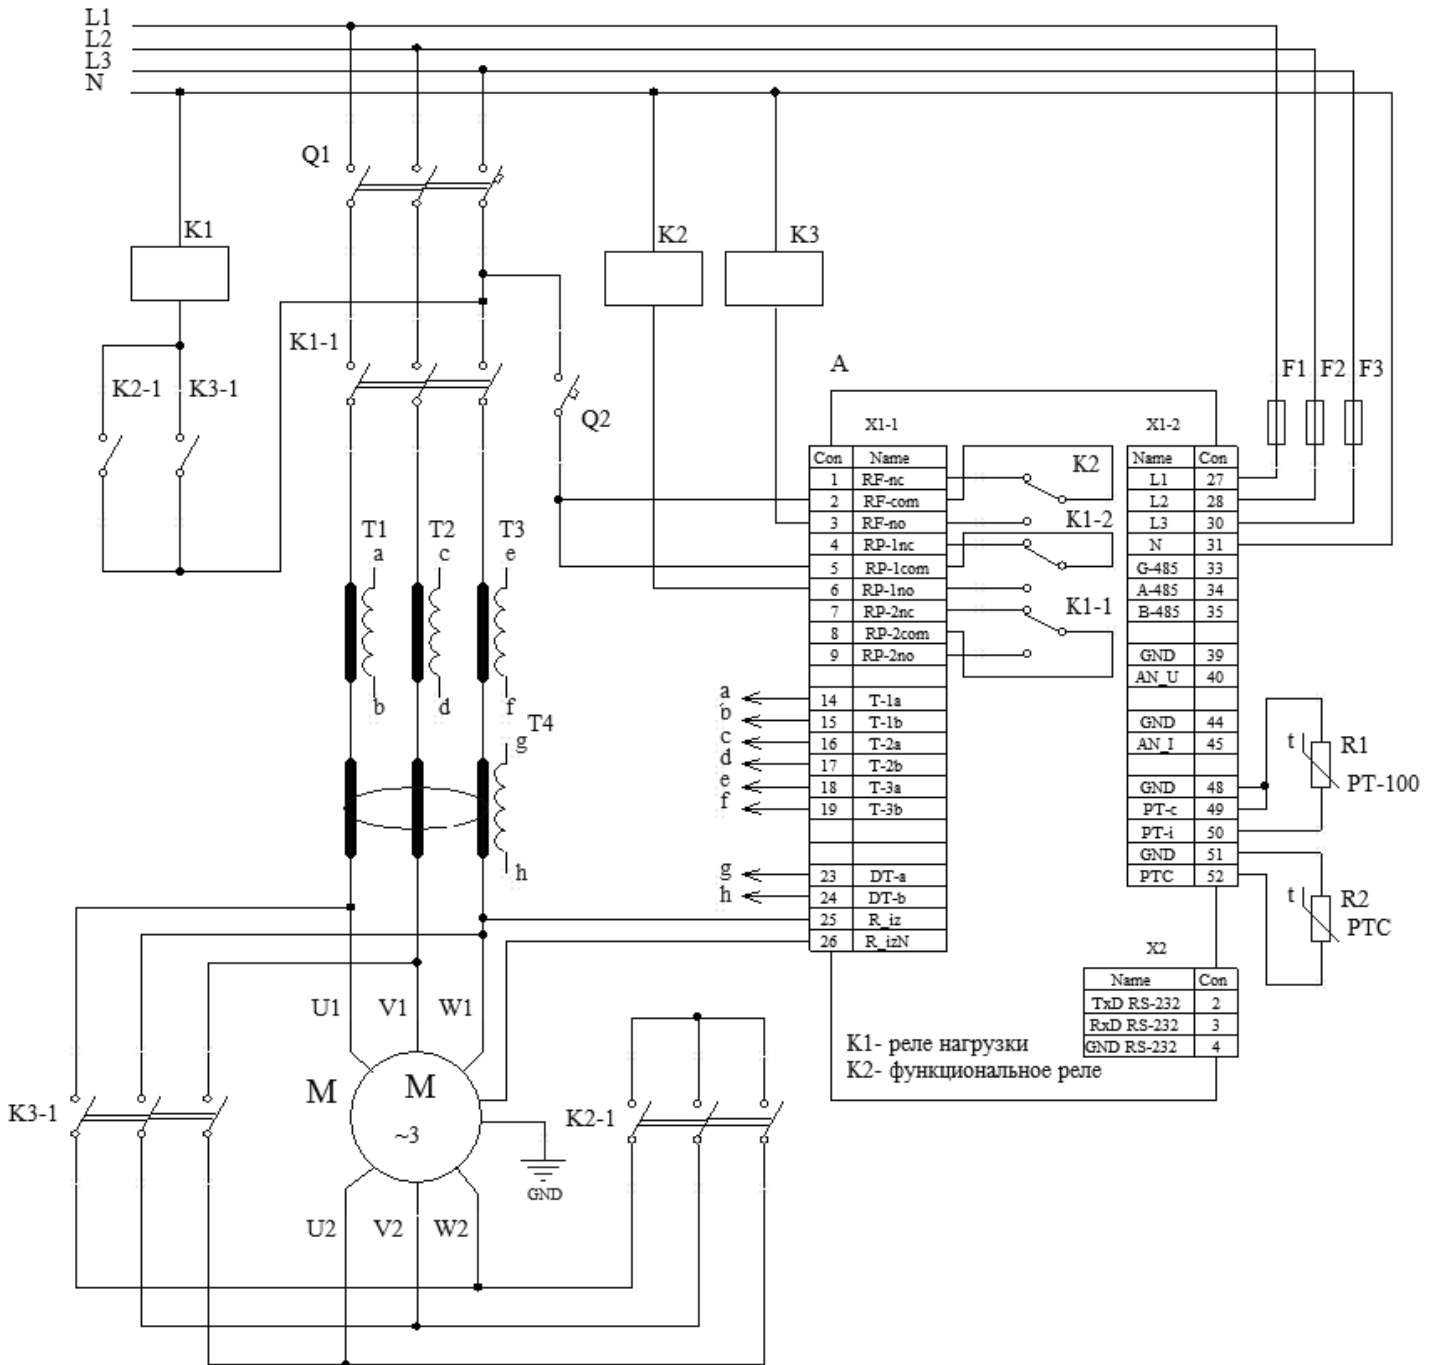 L1
L2
L3
N
Q1
K1
K2
K3
K1-1
K2-1
K3-1
Q2
A
F1
F2
F3
X1-1
X1-2
Con Name
1 RF-nc
2 RF-com
3 RF-no
4 RP-1nc
5 RP-1com
6 RP-1no
7 RP-2nc
8 RP-2com
9 RP-2no
14 T-1a
15 T-1b
16 T-2a
17 T-2b
18 T-3a
19 T-3b
23 DT-a
24 DT-b
25 R_iz
26 R_izN
K2
K1-2
K1-1
Name Con
L1 27
L2 28
L3 30
N 31
G-485 33
A-485 34
B-485 35
GND 39
AN_U 40
GND 44
AN_I 45
GND 48
PT-c 49
PT-i 50
GND 51
PTC 52
T1
a
T2
c
T3
e
b
d
f
T4
g
h
a
b
c
d
e
f
g
h
t
R1
PT-100
t
R2
PTC
X2
Name Con
TxD RS-232 2
RxD RS-232 3
GND RS-232 4
K1- реле нагрузки
K2- функциональное реле
U1
V1
W1
M
M
~3
K3-1
K2-1
GND
U2
V2
W2